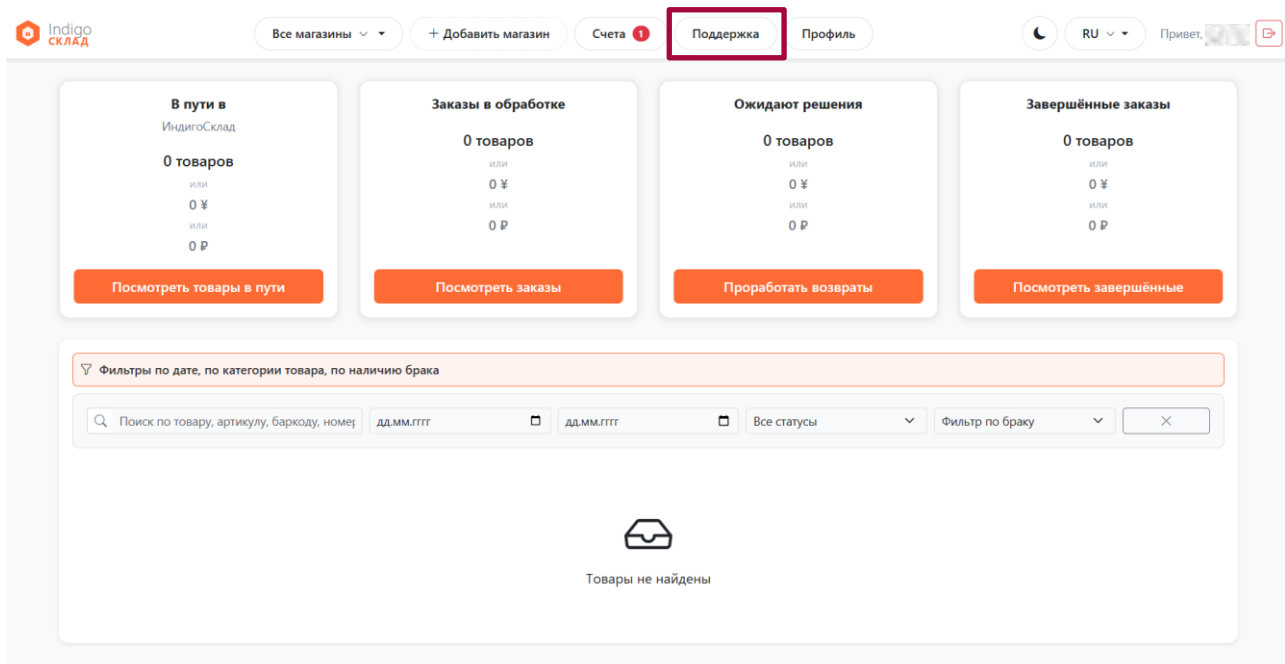 Indigo
СКЛАД
Все магазины
+ Добавить магазин
Счета 1
Поддержка
Профиль
RU
Привет,
В пути в
ИндигоСклад
0 товаров
или
0 ¥
или
0 ₽
Посмотреть товары в пути
Заказы в обработке
0 товаров
или
0 ¥
или
0 ₽
Посмотреть заказы
Ожидают решения
0 товаров
или
0 ¥
или
0 ₽
Проработать возвраты
Завершённые заказы
0 товаров
или
0 ¥
или
0 ₽
Посмотреть завершённые
Фильтры по дате, по категории товара, по наличию брака
Поиск по товару, артикулу, баркоду, номер
дд.мм.гггг
дд.мм.гггг
Все статусы
Фильтр по браку
Товары не найдены